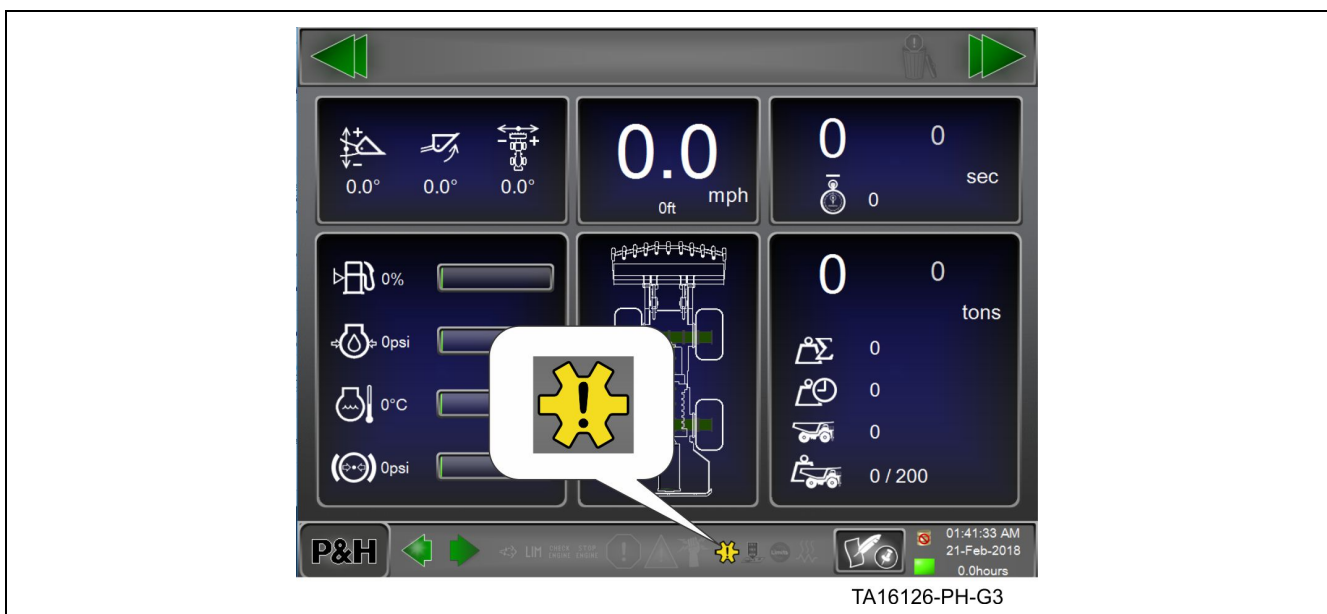 0.0° 0.0° 0.0°
0.0 mph
0ft
0 0
sec
0
0%
0psi
0°C
0psi
0 0
tons
0
0
0
0 / 200
P&H
LIM CHECK ENGINE STOP ENGINE
01:41:33 AM
21-Feb-2018
0.0hours
TA16126-PH-G3